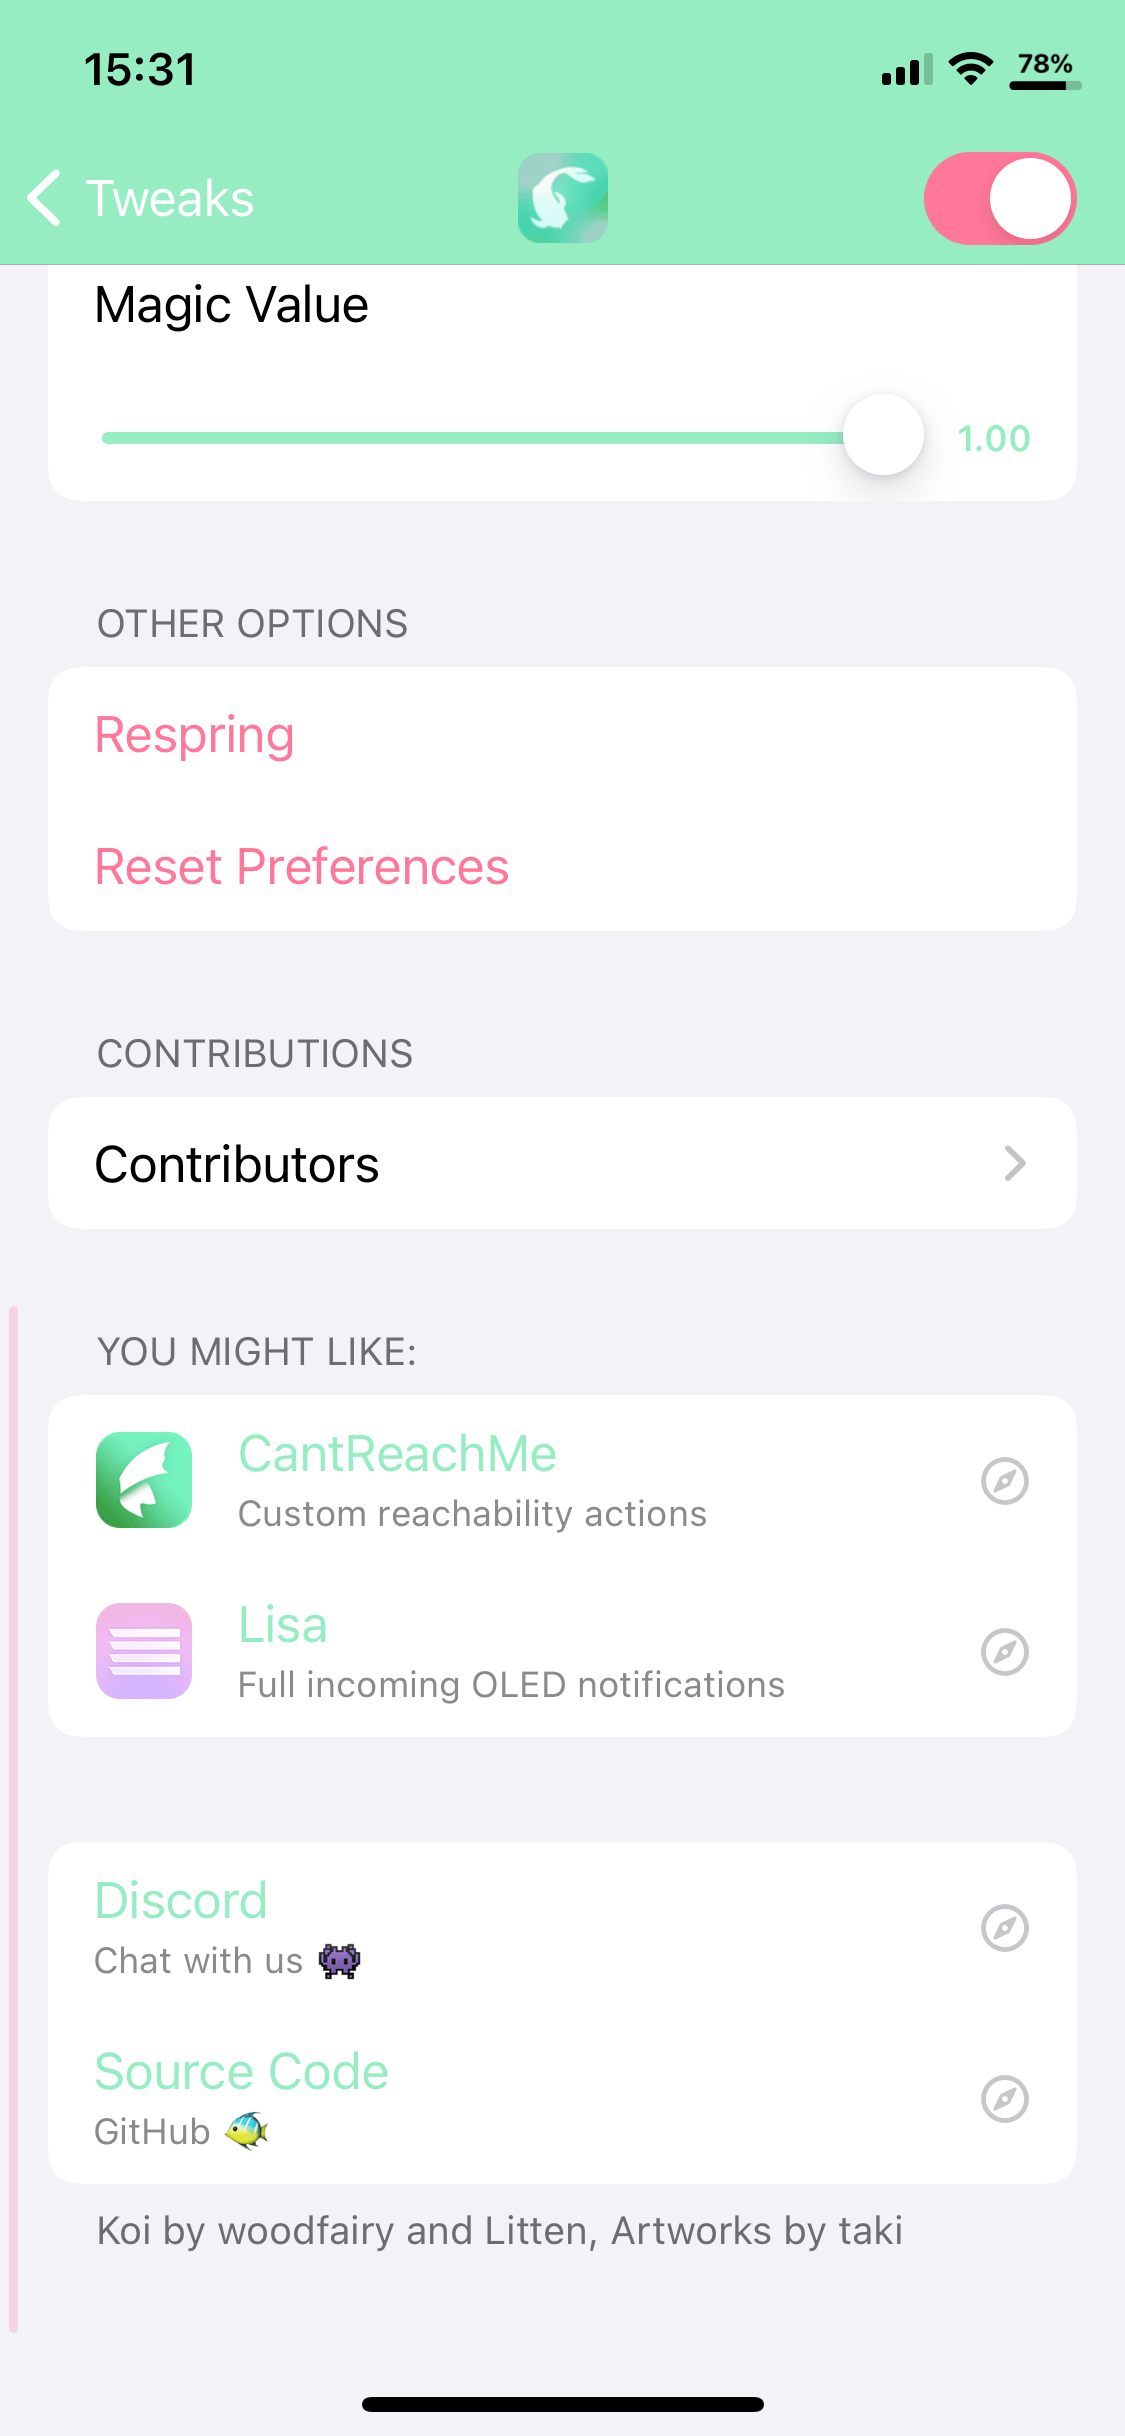 15:31
78%
Tweaks
Magic Value
1.00
OTHER OPTIONS
Respring
Reset Preferences
CONTRIBUTIONS
Contributors
YOU MIGHT LIKE:
CantReachMe
Custom reachability actions
Lisa
Full incoming OLED notifications
Discord
Chat with us 👾
Source Code
GitHub 🐠
Koi by woodfairy and Litten, Artworks by taki